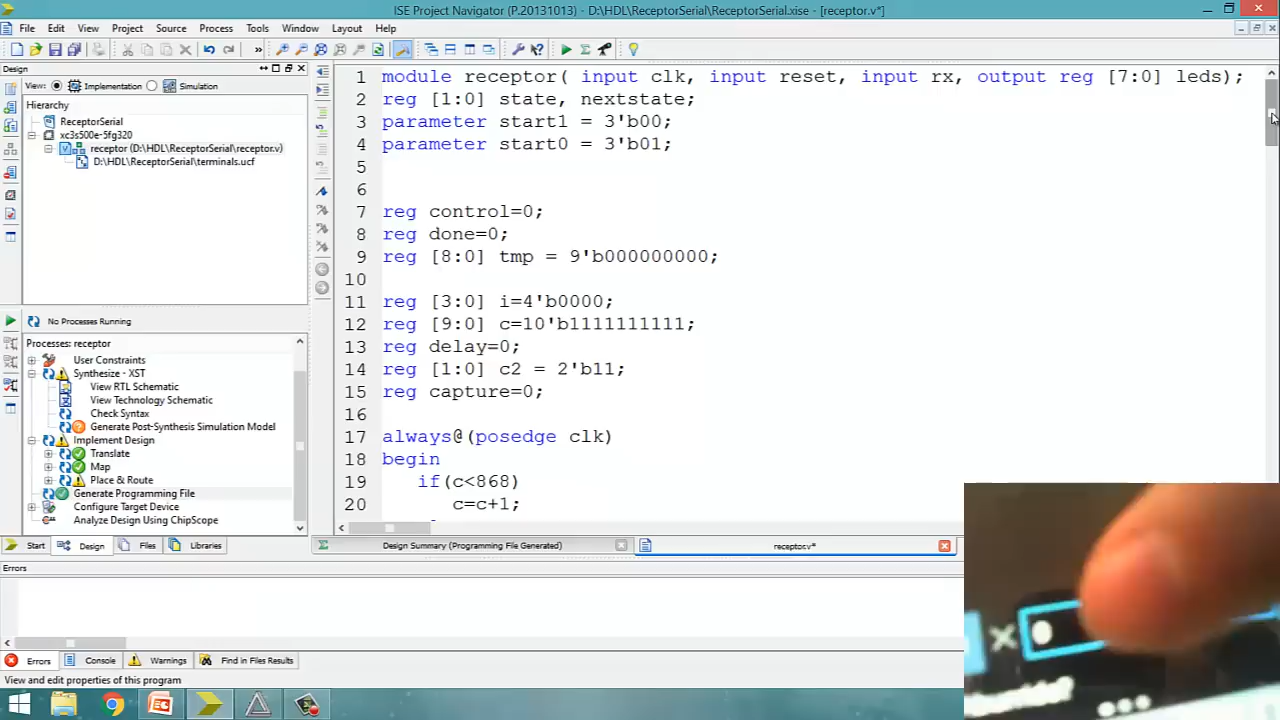 ISE Project Navigator (P.20131013) - D:\HDL\ReceptorSerial\ReceptorSerial.xise - [receptor.v*]
File Edit View Project Source Process Tools Window Layout Help
Design
View: Implementation Simulation
Hierarchy
ReceptorSerial
xc3s500e-5fg320
receptor (D:\HDL\ReceptorSerial\receptor.v)
D:\HDL\ReceptorSerial\terminals.ucf
No Processes Running
Processes: receptor
User Constraints
Synthesize - XST
View RTL Schematic
View Technology Schematic
Check Syntax
Generate Post-Synthesis Simulation Model
Implement Design
Translate
Map
Place & Route
Generate Programming File
Configure Target Device
Analyze Design Using ChipScope
Start Design Files Libraries
1 module receptor( input clk, input reset, input rx, output reg [7:0] leds);
2 reg [1:0] state, nextstate;
3 parameter start1 = 3'b00;
4 parameter start0 = 3'b01;
5
6
7 reg control=0;
8 reg done=0;
9 reg [8:0] tmp = 9'b000000000;
10
11 reg [3:0] i=4'b0000;
12 reg [9:0] c=10'b1111111111;
13 reg delay=0;
14 reg [1:0] c2 = 2'b11;
15 reg capture=0;
16
17 always@(posedge clk)
18 begin
19 if(c<868)
20 c=c+1;
Design Summary (Programming File Generated) receptor.v*
Errors
Errors Console Warnings Find in Files Results
View and edit properties of this program